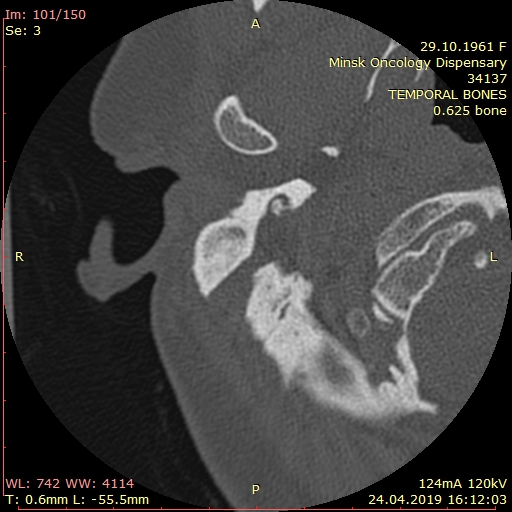 Im: 101/150
Se: 3
A
29.10.1961 F
Minsk Oncology Dispensary
34137
TEMPORAL BONES
0.625 bone
R
L
WL: 742 WW: 4114
T: 0.6mm L: -55.5mm
P
124mA 120kV
24.04.2019 16:12:03